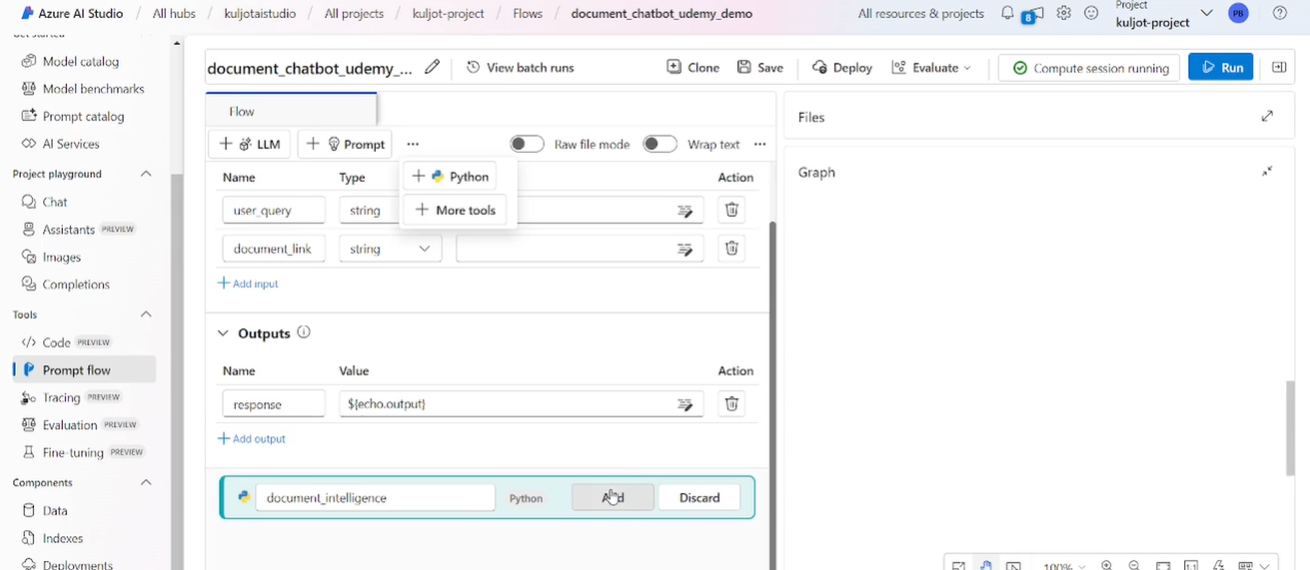 Azure AI Studio / All hubs / kuljotaistudio / All projects / kuljot-project / Flows / document_chatbot_udemy_demo
All resources & projects
8
Project
kuljot-project
PB
Model catalog
Model benchmarks
Prompt catalog
AI Services
Project playground
Chat
Assistants PREVIEW
Images
Completions
Tools
Code PREVIEW
Prompt flow
Tracing PREVIEW
Evaluation PREVIEW
Fine-tuning PREVIEW
Components
Data
Indexes
Deployments
document_chatbot_udemy_...
View batch runs
Clone
Save
Deploy
Evaluate
Compute session running
Run
Flow
+ LLM
+ Prompt
...
Raw file mode
Wrap text
...
+ Python
+ More tools
Name Type Action
user_query string
document_link string
+ Add input
Outputs
Name Value Action
response ${echo.output}
+ Add output
document_intelligence Python Add Discard
Files
Graph
100%
1:1